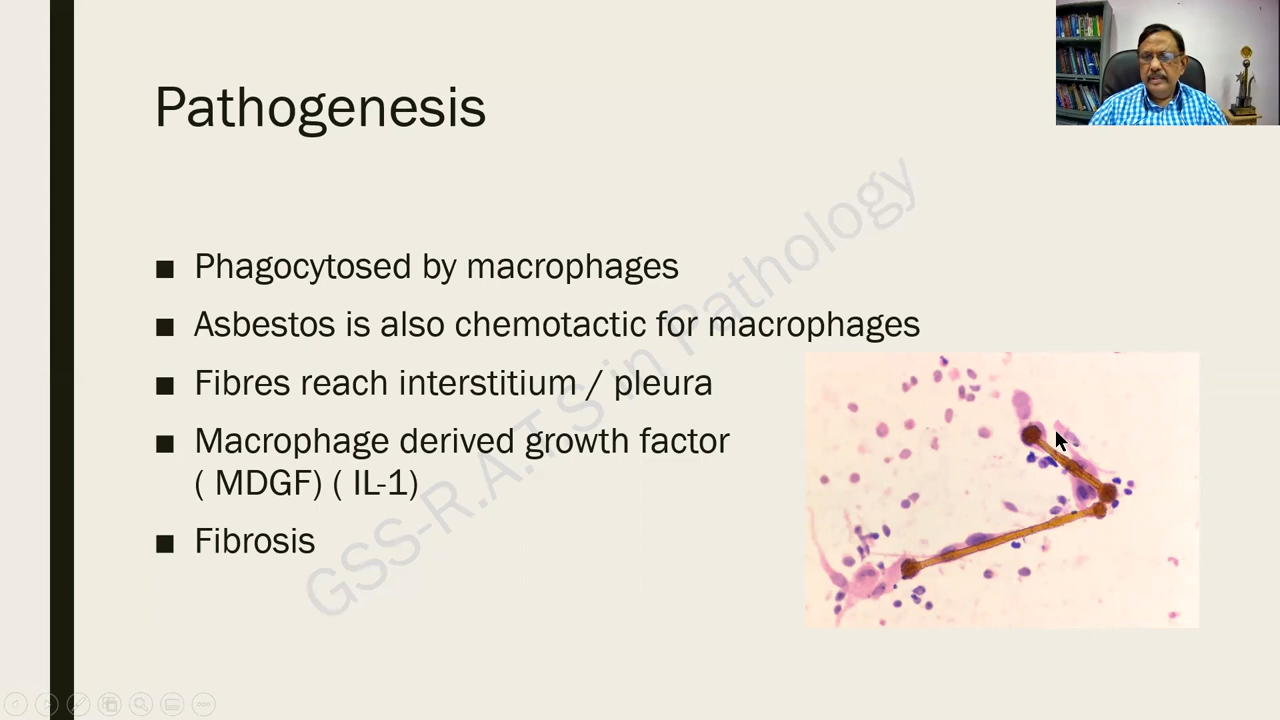 Pathogenesis
■ Phagocytosed by macrophages
■ Asbestos is also chemotactic for macrophages
■ Fibres reach interstitium / pleura
■ Macrophage derived growth factor
( MDGF) ( IL-1)
■ Fibrosis
GSS-R.A.T.S in Pathology